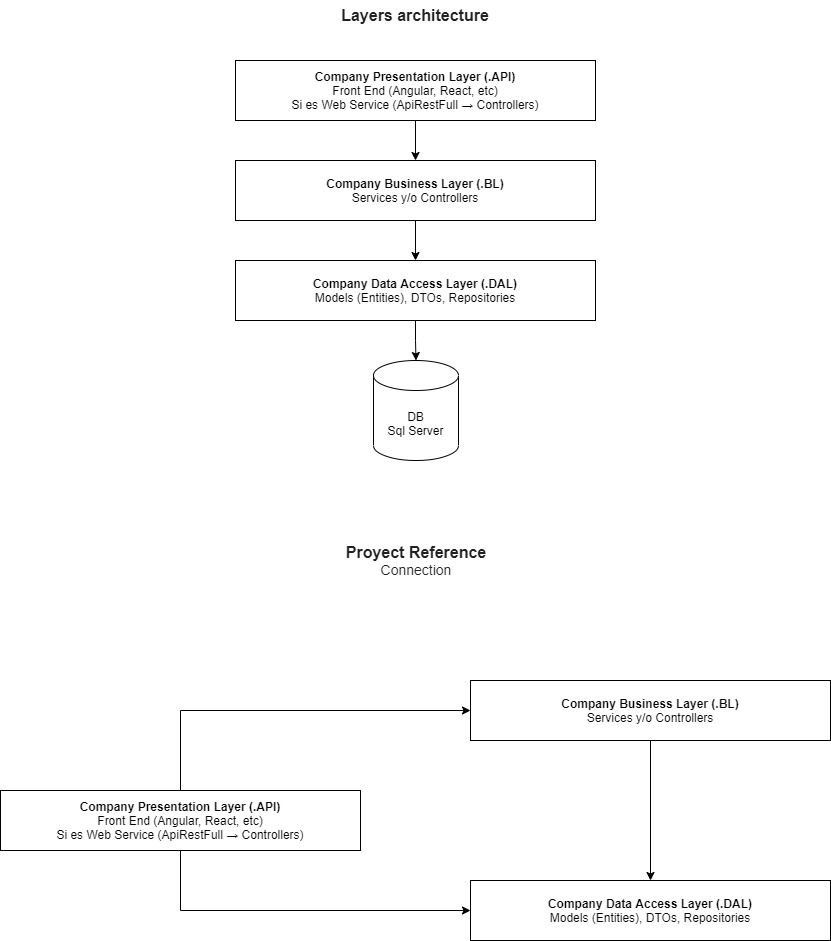 Layers architecture
Company Presentation Layer (.API)
Front End (Angular, React, etc)
Si es Web Service (ApiRestFull → Controllers)
Company Business Layer (.BL)
Services y/o Controllers
Company Data Access Layer (.DAL)
Models (Entities), DTOs, Repositories
DB
Sql Server
Proyect Reference
Connection
Company Business Layer (.BL)
Services y/o Controllers
Company Presentation Layer (.API)
Front End (Angular, React, etc)
Si es Web Service (ApiRestFull → Controllers)
Company Data Access Layer (.DAL)
Models (Entities), DTOs, Repositories